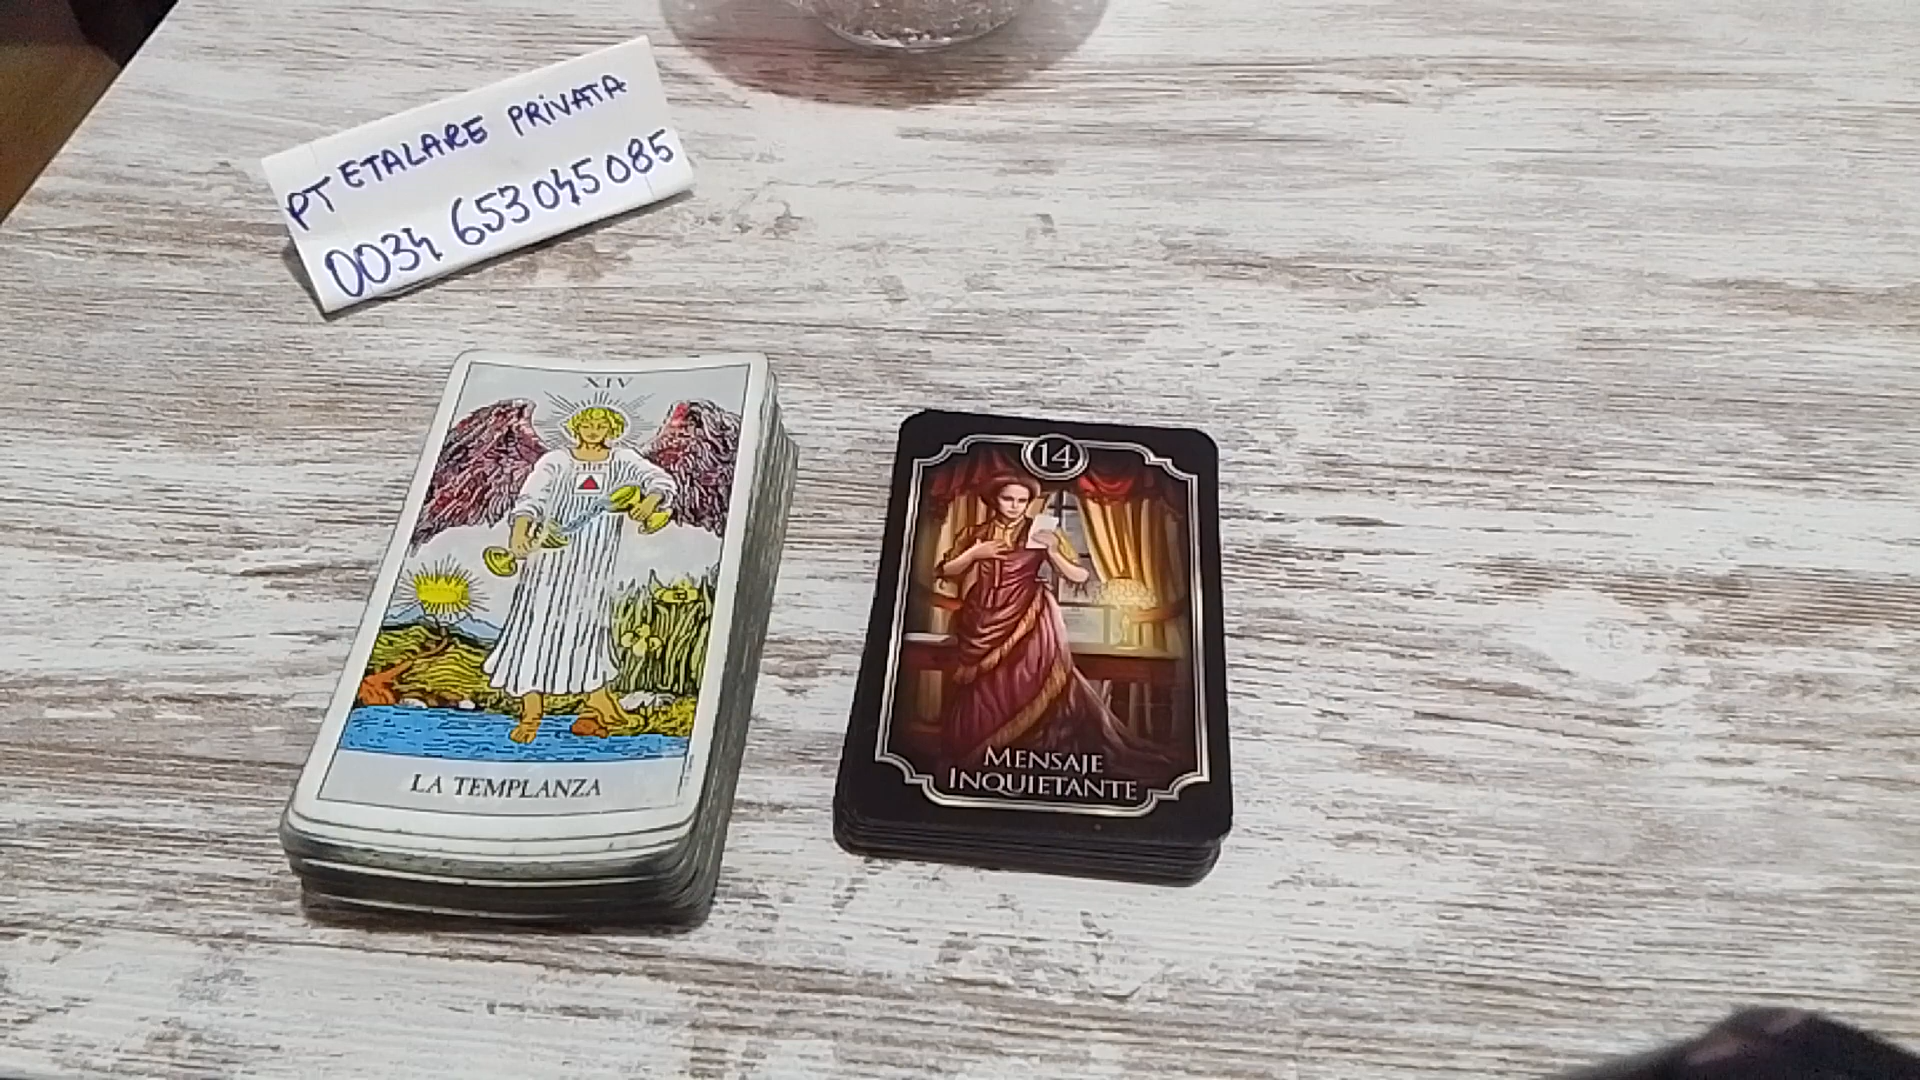 PT ETALARE PRIVATA
0034 653045085
XIV
LA TEMPLANZA
14
MENSAJE
INQUIETANTE